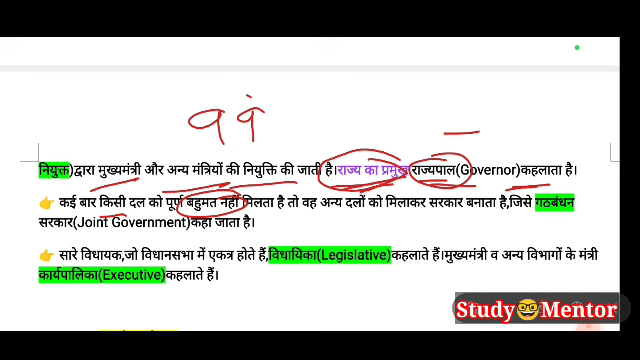 नियुक्त)द्वारा मुख्यमंत्री और अन्य मंत्रियों की नियुक्ति की जाती है।राज्य का प्रमुख राज्यपाल(Governor)कहलाता है।
👉 कई बार किसी दल को पूर्ण बहुमत नहीं मिलता है तो वह अन्य दलों को मिलाकर सरकार बनाता है,जिसे गठबंधन
सरकार(Joint Government)कहा जाता है।
👉 सारे विधायक,जो विधानसभा में एकत्र होते हैं,विधायिका(Legislative)कहलाते हैं।मुख्यमंत्री व अन्य विभागों के मंत्री
कार्यपालिका(Executive)कहलाते हैं।
Study🤓Mentor